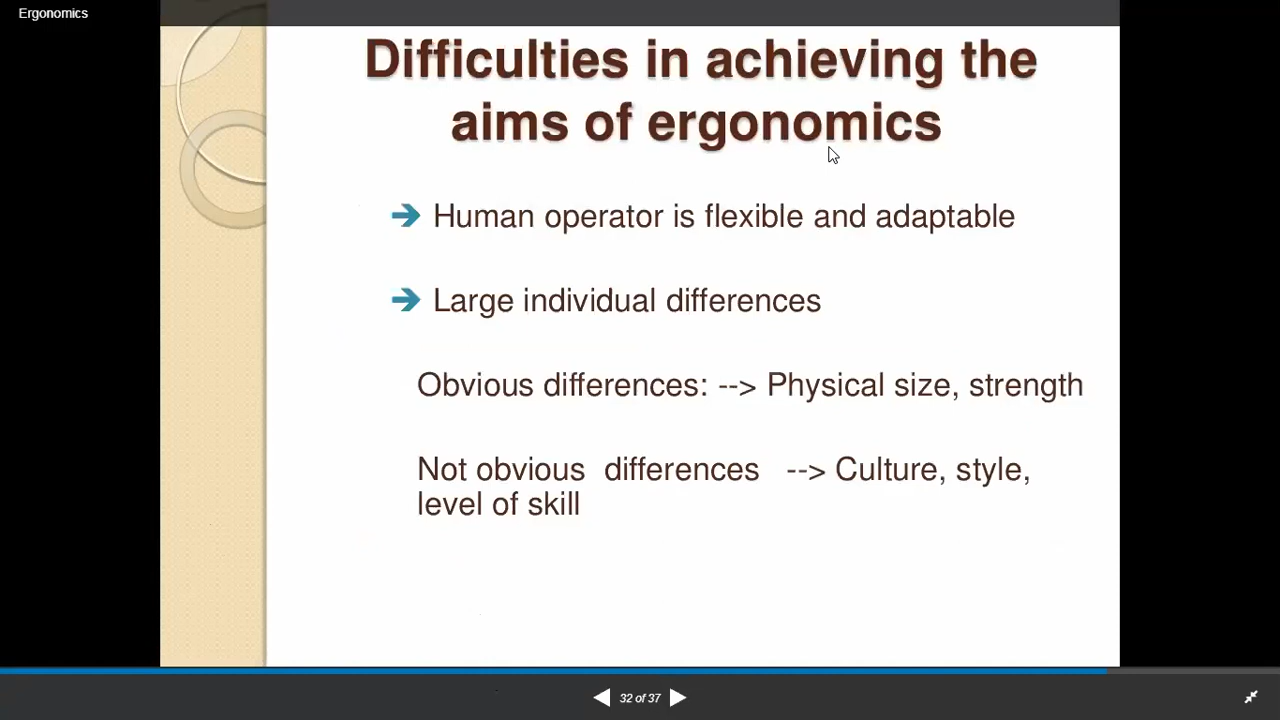 Ergonomics
Difficulties in achieving the
aims of ergonomics
➔ Human operator is flexible and adaptable
➔ Large individual differences
Obvious differences: --> Physical size, strength
Not obvious differences --> Culture, style,
level of skill
32 of 37